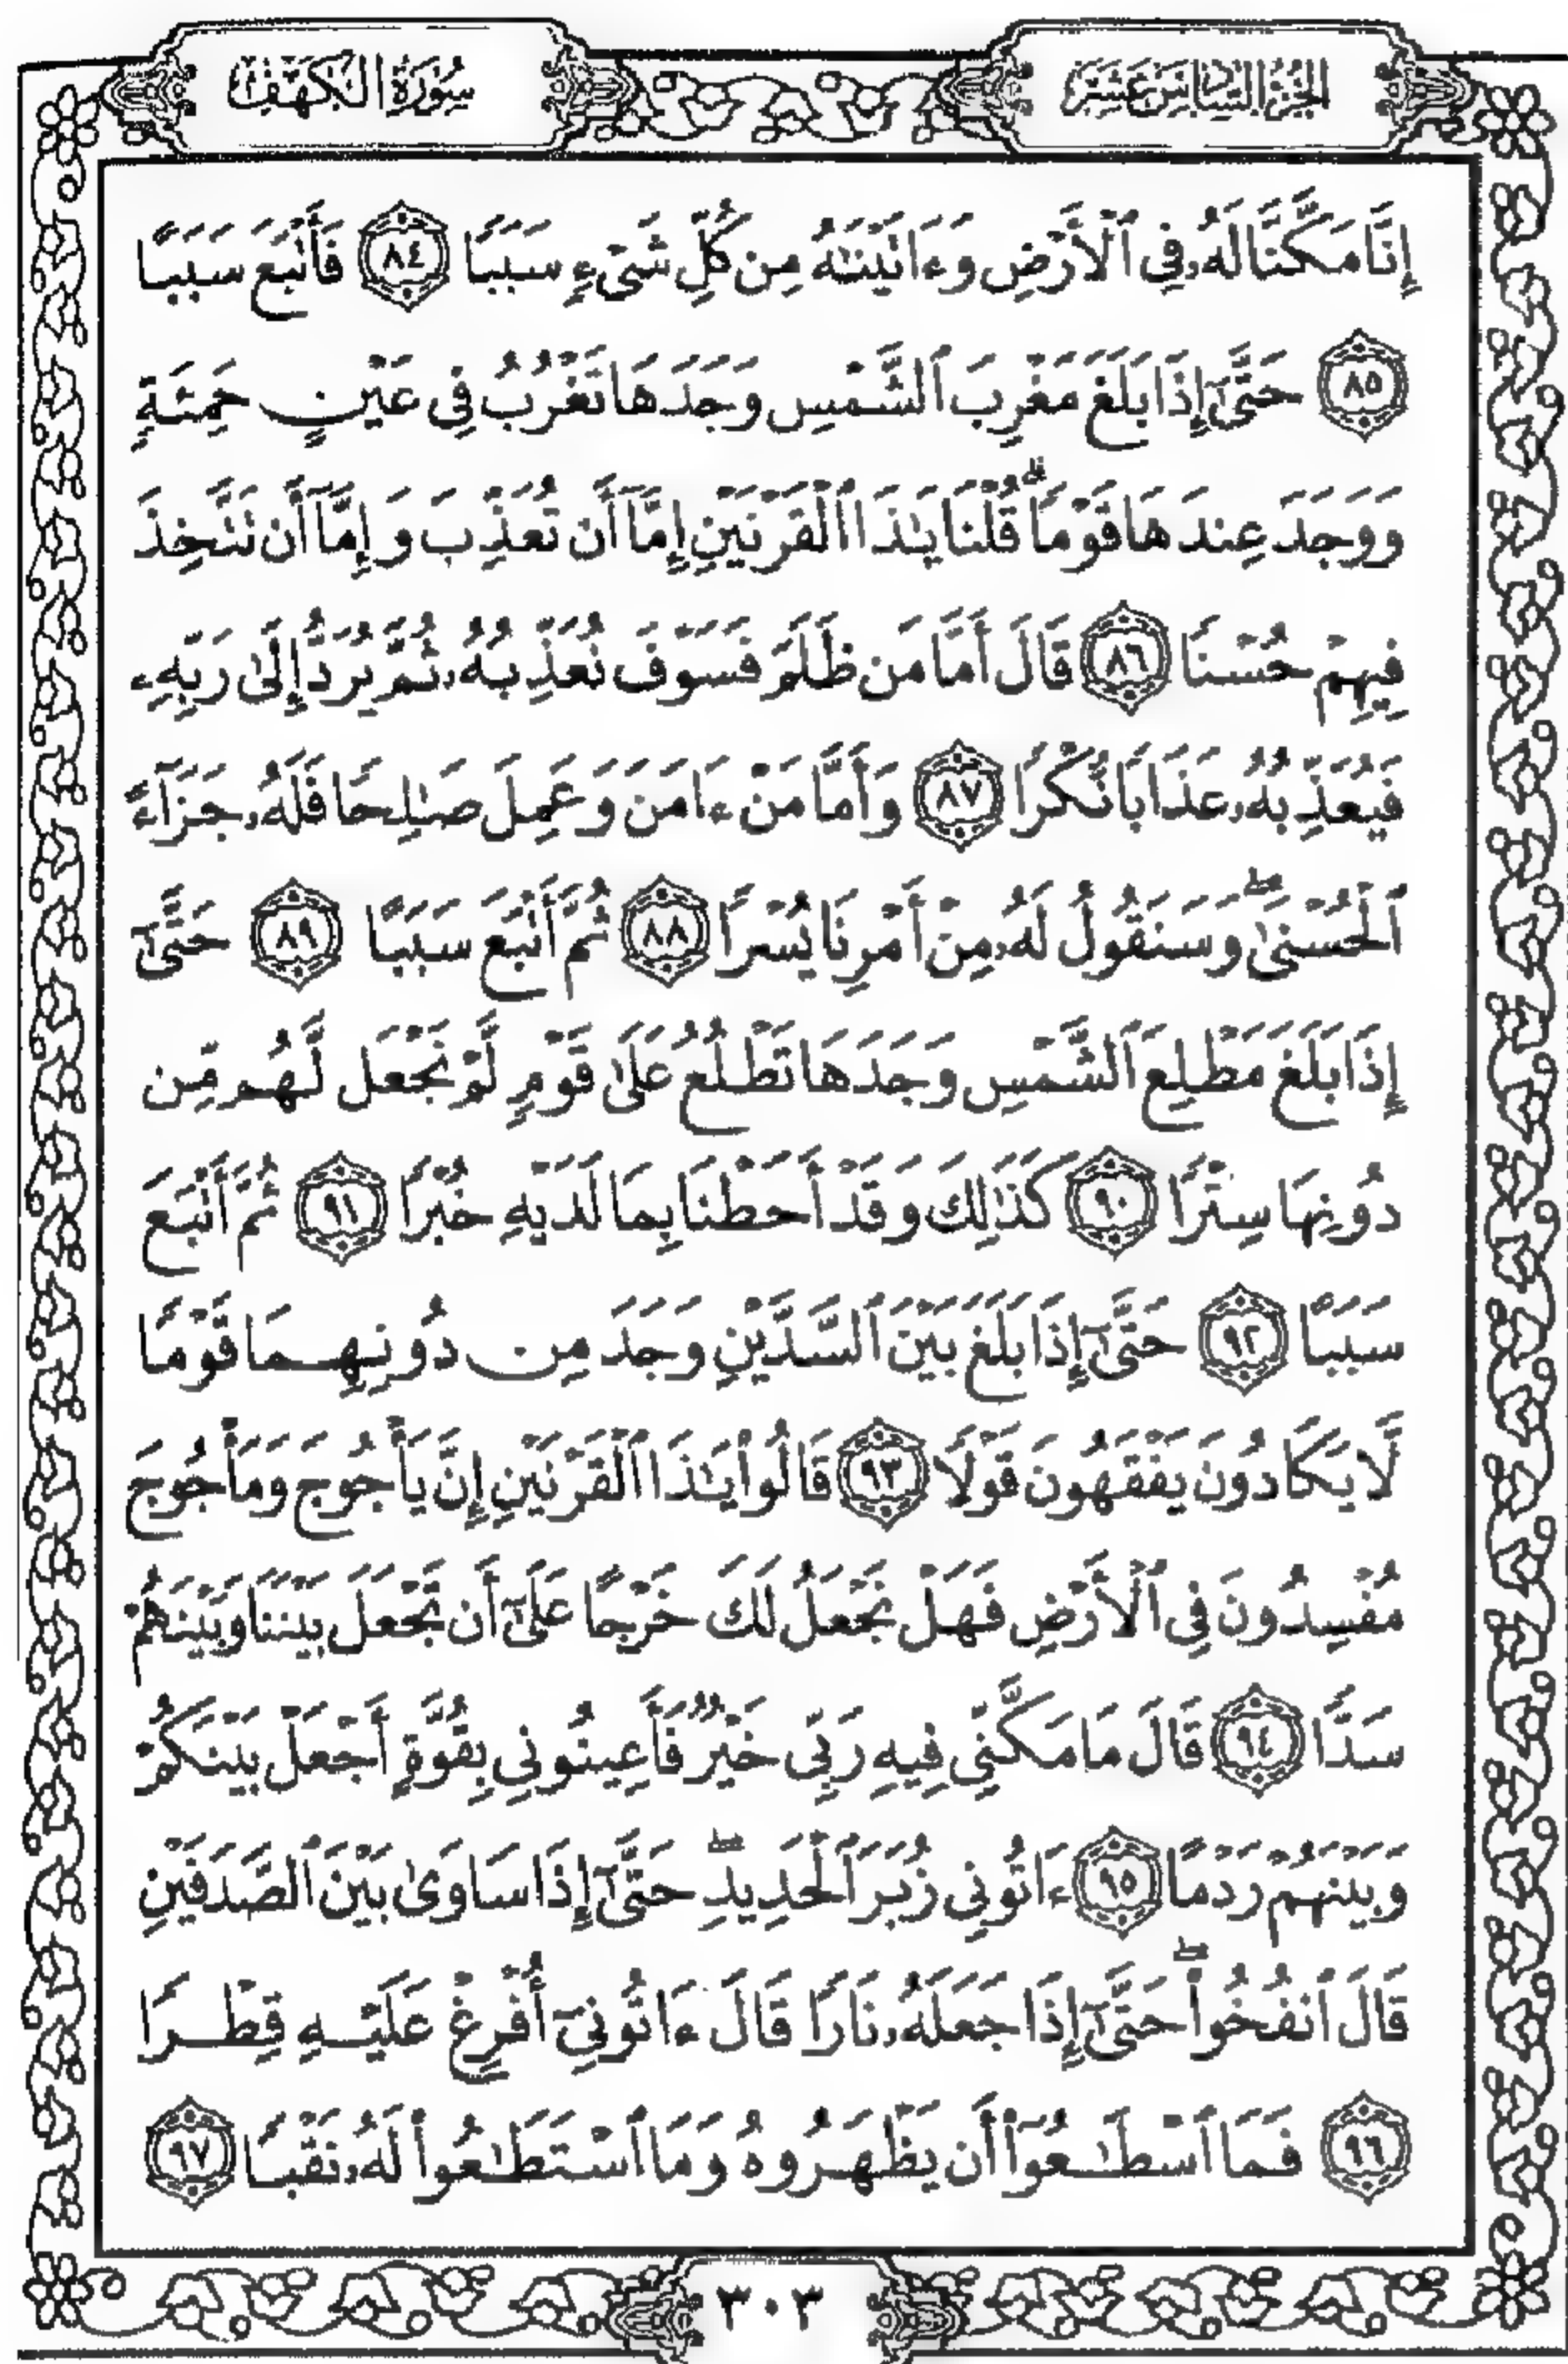 الجزء السادس عشر
سورة الكهف
إِنَّا مَكَّنَّا لَهُۥ فِي ٱلْأَرْضِ وَءَاتَيْنَٰهُ مِن كُلِّ شَىْءٍ سَبَبًا ٨٤ فَأَتْبَعَ سَبَبًا
٨٥ حَتَّىٰٓ إِذَا بَلَغَ مَغْرِبَ ٱلشَّمْسِ وَجَدَهَا تَغْرُبُ فِى عَيْنٍ حَمِئَةٍ
وَوَجَدَ عِندَهَا قَوْمًا ۗ قُلْنَا يَٰذَا ٱلْقَرْنَيْنِ إِمَّآ أَن تُعَذِّبَ وَإِمَّآ أَن تَتَّخِذَ
فِيهِمْ حُسْنًا ٨٦ قَالَ أَمَّا مَن ظَلَمَ فَسَوْفَ نُعَذِّبُهُۥ ثُمَّ يُرَدُّ إِلَىٰ رَبِّهِۦ
فَيُعَذِّبُهُۥ عَذَابًا نُّكْرًا ٨٧ وَأَمَّا مَنْ ءَامَنَ وَعَمِلَ صَٰلِحًا فَلَهُۥ جَزَآءً
ٱلْحُسْنَىٰ ۖ وَسَنَقُولُ لَهُۥ مِنْ أَمْرِنَا يُسْرًا ٨٨ ثُمَّ أَتْبَعَ سَبَبًا ٨٩ حَتَّىٰٓ
إِذَا بَلَغَ مَطْلِعَ ٱلشَّمْسِ وَجَدَهَا تَطْلُعُ عَلَىٰ قَوْمٍ لَّمْ نَجْعَل لَّهُم مِّن
دُونِهَا سِتْرًا ٩٠ كَذَٰلِكَ وَقَدْ أَحَطْنَا بِمَا لَدَيْهِ خُبْرًا ٩١ ثُمَّ أَتْبَعَ
سَبَبًا ٩٢ حَتَّىٰٓ إِذَا بَلَغَ بَيْنَ ٱلسَّدَّيْنِ وَجَدَ مِن دُونِهِمَا قَوْمًا
لَّا يَكَادُونَ يَفْقَهُونَ قَوْلًا ٩٣ قَالُوا۟ يَٰذَا ٱلْقَرْنَيْنِ إِنَّ يَأْجُوجَ وَمَأْجُوجَ
مُفْسِدُونَ فِى ٱلْأَرْضِ فَهَلْ نَجْعَلُ لَكَ خَرْجًا عَلَىٰٓ أَن تَجْعَلَ بَيْنَنَا وَبَيْنَهُمْ
سَدًّا ٩٤ قَالَ مَا مَكَّنِّى فِيهِ رَبِّى خَيْرٌ فَأَعِينُونِى بِقُوَّةٍ أَجْعَلْ بَيْنَكُمْ
وَبَيْنَهُمْ رَدْمًا ٩٥ ءَاتُونِى زُبَرَ ٱلْحَدِيدِ ۖ حَتَّىٰٓ إِذَا سَاوَىٰ بَيْنَ ٱلصَّدَفَيْنِ
قَالَ ٱنفُخُوا۟ ۖ حَتَّىٰٓ إِذَا جَعَلَهُۥ نَارًا قَالَ ءَاتُونِىٓ أُفْرِغْ عَلَيْهِ قِطْرًا
٩٦ فَمَا ٱسْطَٰعُوٓا۟ أَن يَظْهَرُوهُ وَمَا ٱسْتَطَٰعُوا۟ لَهُۥ نَقْبًا ٩٧
٣٠٣